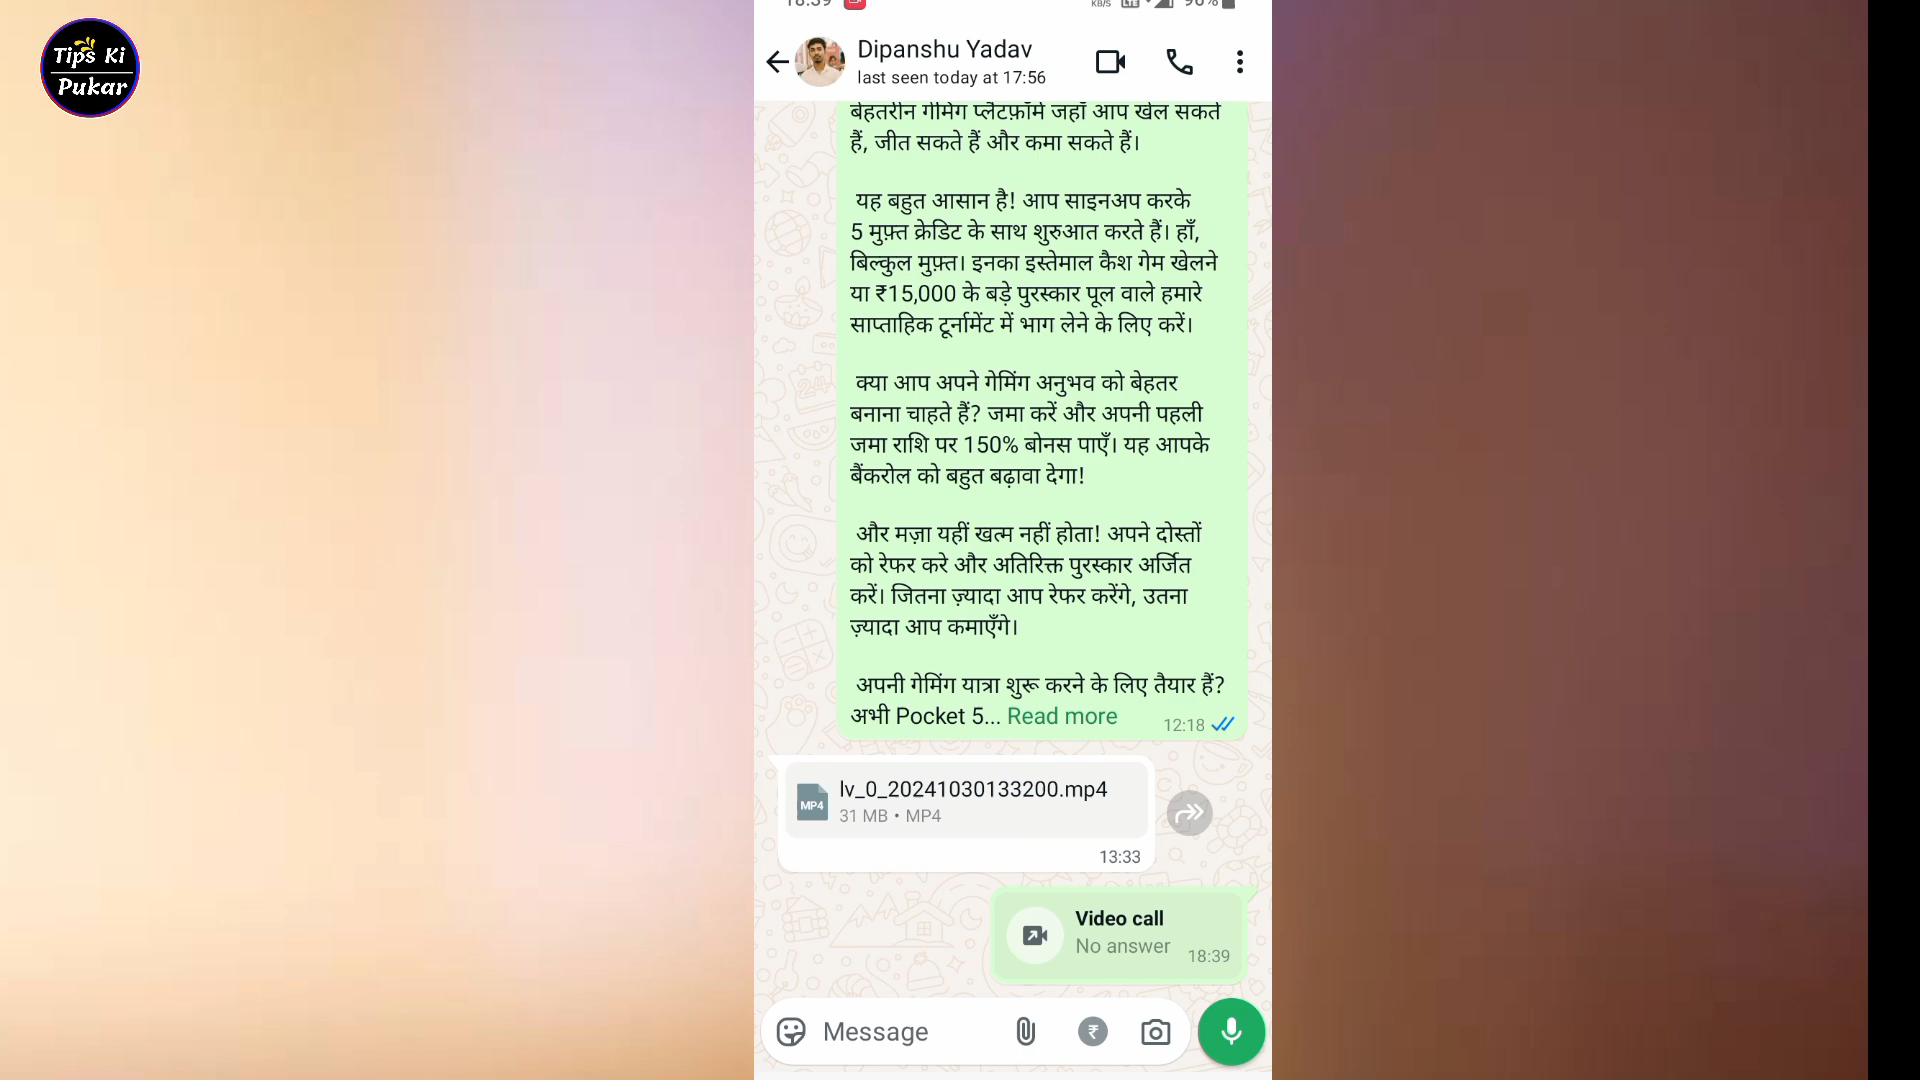 Tips Ki
Pukar
18:39
KB/S LTE 90%
Dipanshu Yadav
last seen today at 17:56
बेहतरीन गेमिंग प्लैटफ़ॉर्म जहाँ आप खेल सकते
हैं, जीत सकते हैं और कमा सकते हैं।
यह बहुत आसान है! आप साइनअप करके
5 मुफ़्त क्रेडिट के साथ शुरुआत करते हैं। हाँ,
बिल्कुल मुफ़्त। इनका इस्तेमाल कैश गेम खेलने
या ₹15,000 के बड़े पुरस्कार पूल वाले हमारे
साप्ताहिक टूर्नामेंट में भाग लेने के लिए करें।
क्या आप अपने गेमिंग अनुभव को बेहतर
बनाना चाहते हैं? जमा करें और अपनी पहली
जमा राशि पर 150% बोनस पाएँ। यह आपके
बैंकरोल को बहुत बढ़ावा देगा!
और मज़ा यहीं खत्म नहीं होता! अपने दोस्तों
को रेफर करे और अतिरिक्त पुरस्कार अर्जित
करें। जितना ज़्यादा आप रेफर करेंगे, उतना
ज़्यादा आप कमाएँगे।
अपनी गेमिंग यात्रा शुरू करने के लिए तैयार हैं?
अभी Pocket 5... Read more
12:18
lv_0_20241030133200.mp4
MP4
31 MB • MP4
13:33
Video call
No answer
18:39
Message
₹